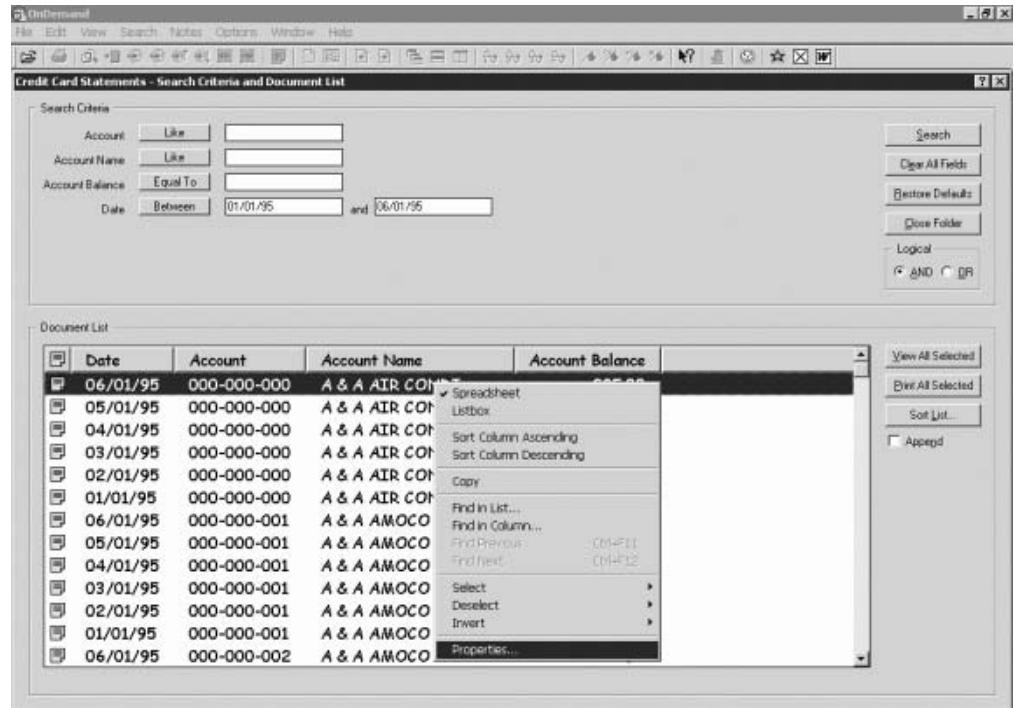 OnDemand
File Edit View Search Notes Options Window Help
Credit Card Statements - Search Criteria and Document List
Search Criteria
Account Like
Account Name Like
Account Balance Equal To
Date Between 01/01/95 and 06/01/95
Search
Clear All Fields
Restore Defaults
Close Folder
Logical
AND OR
Document List
Date Account Account Name Account Balance
06/01/95 000-000-000 A & A AIR CONDI
05/01/95 000-000-000 A & A AIR CON
04/01/95 000-000-000 A & A AIR CON
03/01/95 000-000-000 A & A AIR CON
02/01/95 000-000-000 A & A AIR CON
01/01/95 000-000-000 A & A AIR CON
06/01/95 000-000-001 A & A AMOCO
05/01/95 000-000-001 A & A AMOCO
04/01/95 000-000-001 A & A AMOCO
03/01/95 000-000-001 A & A AMOCO
02/01/95 000-000-001 A & A AMOCO
01/01/95 000-000-001 A & A AMOCO
06/01/95 000-000-002 A & A AMOCO
Spreadsheet
Listbox
Sort Column Ascending
Sort Column Descending
Copy
Find in List...
Find in Column...
Find Previous Ctrl+F11
Find Next Ctrl+F12
Select
Deselect
Invert
Properties...
View All Selected
Print All Selected
Sort List...
Append